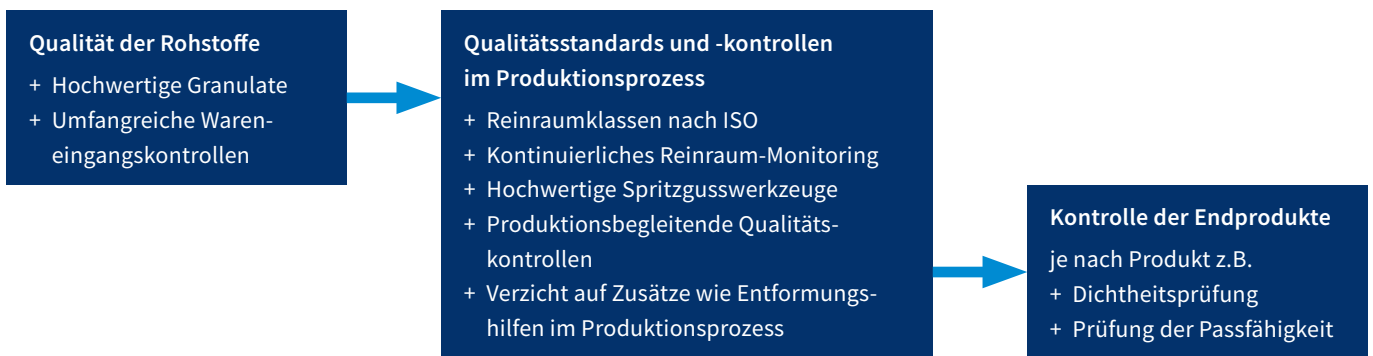 Qualität der Rohstoffe
+ Hochwertige Granulate
+ Umfangreiche Waren-
eingangskontrollen
Qualitätsstandards und -kontrollen
im Produktionsprozess
+ Reinraumklassen nach ISO
+ Kontinuierliches Reinraum-Monitoring
+ Hochwertige Spritzgusswerkzeuge
+ Produktionsbegleitende Qualitäts-
kontrollen
+ Verzicht auf Zusätze wie Entformungs-
hilfen im Produktionsprozess
Kontrolle der Endprodukte
je nach Produkt z.B.
+ Dichtheitsprüfung
+ Prüfung der Passfähigkeit